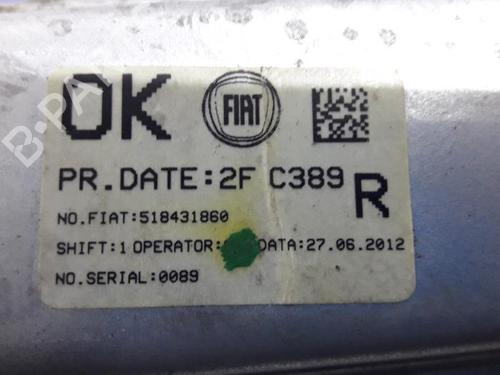 OK FIAT
PR.DATE:2F C389
R
NO.FIAT:518431860
SHIFT:1 OPERATOR: DATA:27.06.2012
NO.SERIAL:0089
B-PARTS